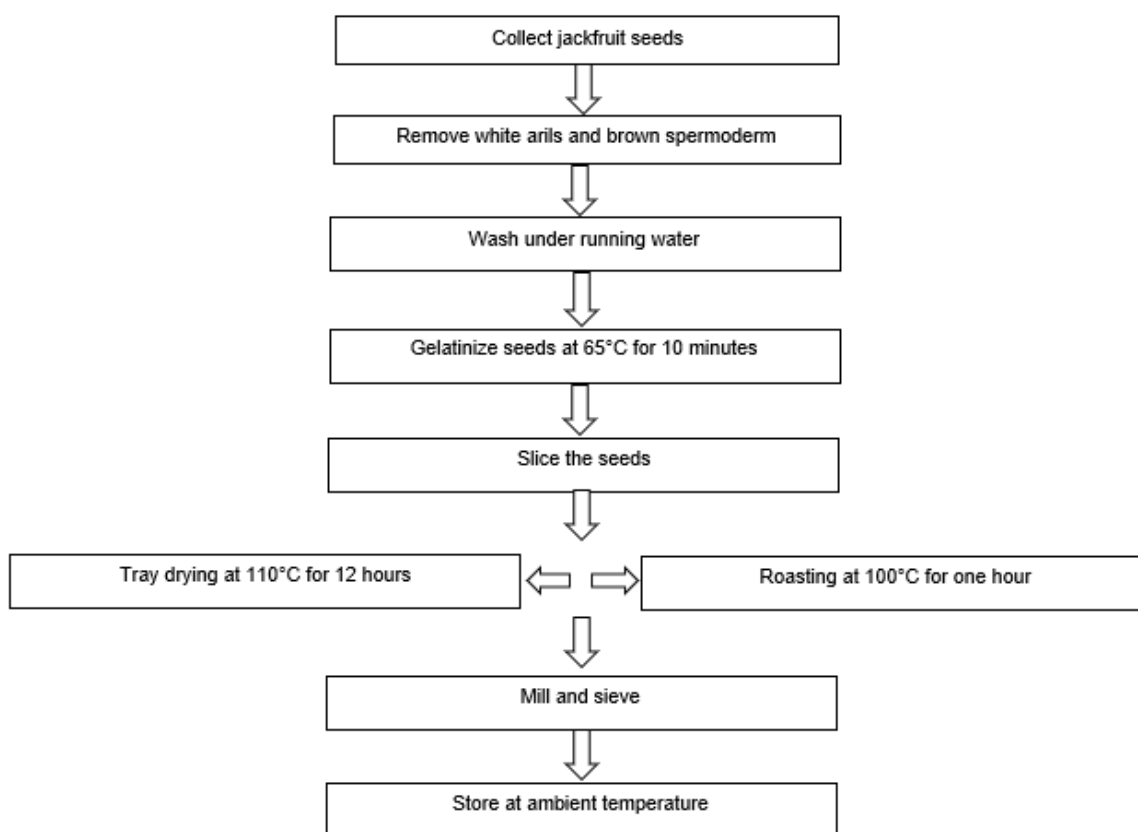 Collect jackfruit seeds
Remove white arils and brown spermoderm
Wash under running water
Gelatinize seeds at 65°C for 10 minutes
Slice the seeds
Tray drying at 110°C for 12 hours
Roasting at 100°C for one hour
Mill and sieve
Store at ambient temperature